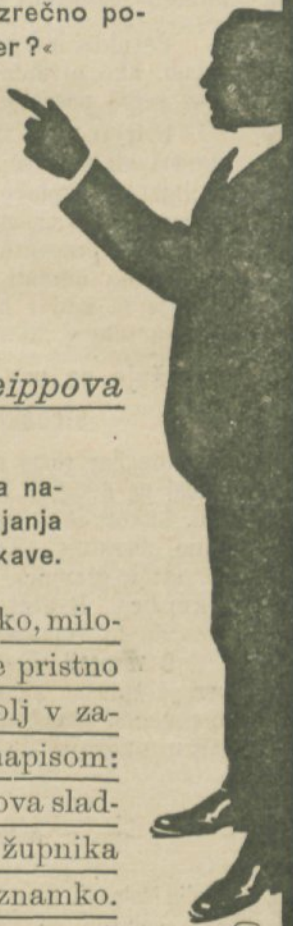 zrečno po-
er?«
eippova
a na-
janja
kave.
ko, milo-
e pristno
olj v za-
napisom:
ova slad-
župnika
znamko.